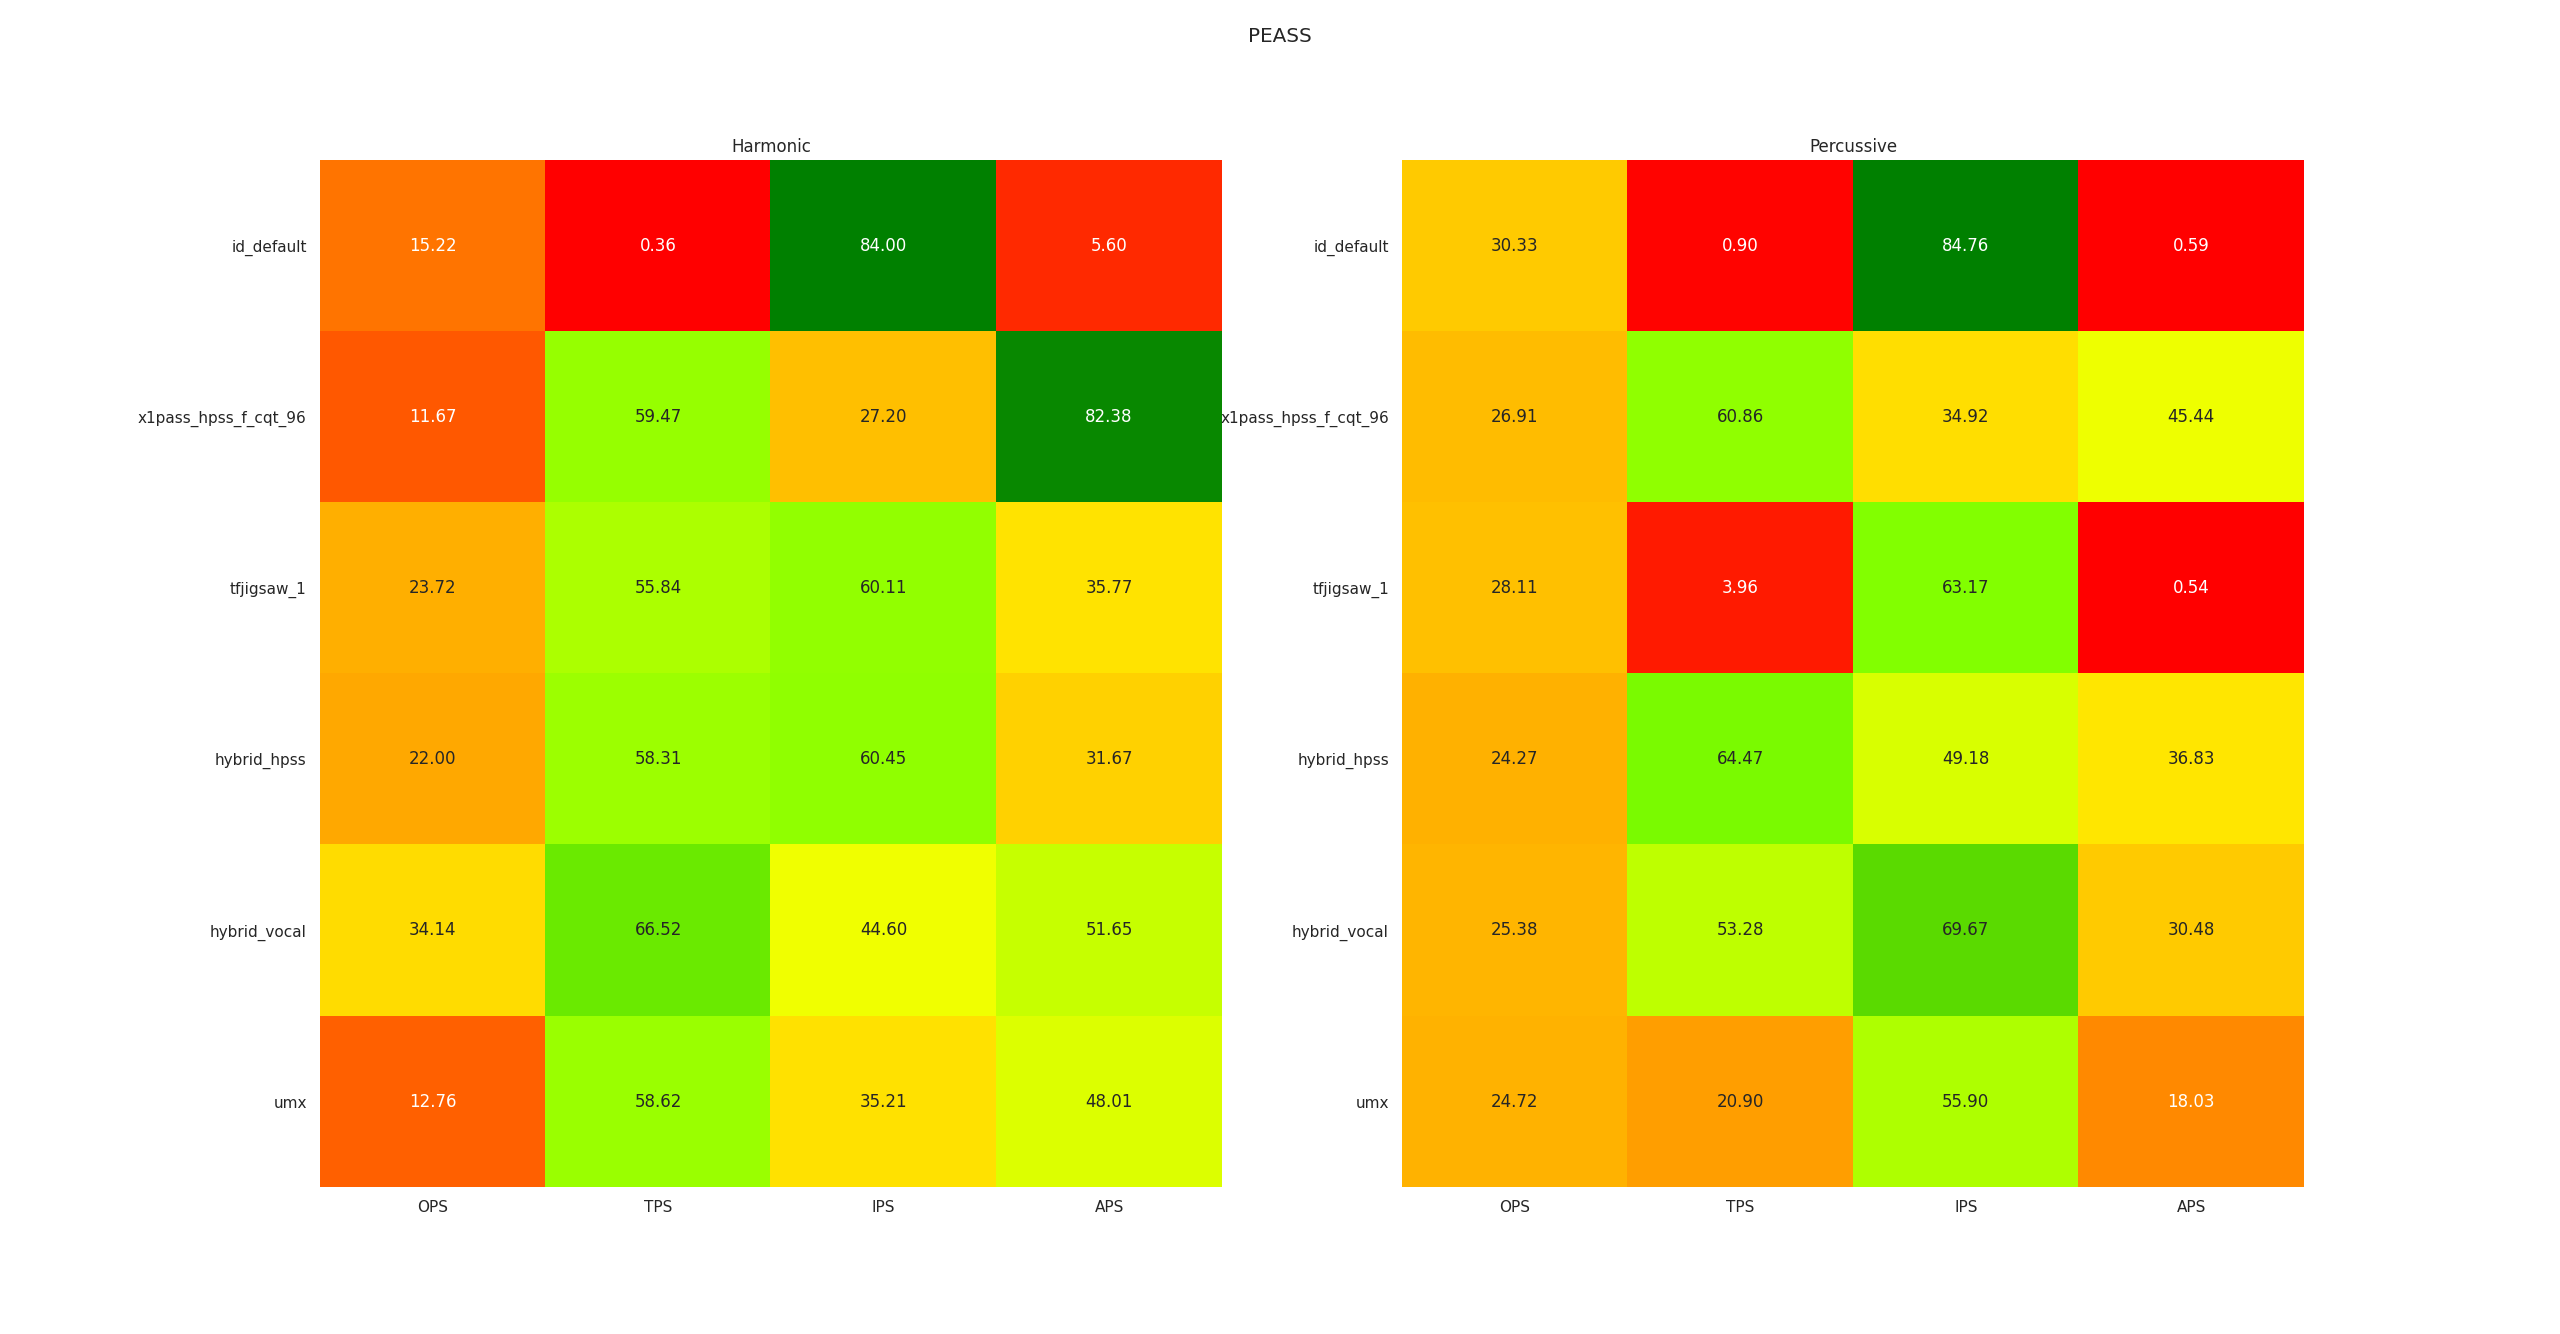 PEASS
Harmonic
id_default 15.22 0.36 84.00 5.60
x1pass_hpss_f_cqt_96 11.67 59.47 27.20 82.38
tfjigsaw_1 23.72 55.84 60.11 35.77
hybrid_hpss 22.00 58.31 60.45 31.67
hybrid_vocal 34.14 66.52 44.60 51.65
umx 12.76 58.62 35.21 48.01
OPS TPS IPS APS
Percussive
id_default 30.33 0.90 84.76 0.59
x1pass_hpss_f_cqt_96 26.91 60.86 34.92 45.44
tfjigsaw_1 28.11 3.96 63.17 0.54
hybrid_hpss 24.27 64.47 49.18 36.83
hybrid_vocal 25.38 53.28 69.67 30.48
umx 24.72 20.90 55.90 18.03
OPS TPS IPS APS